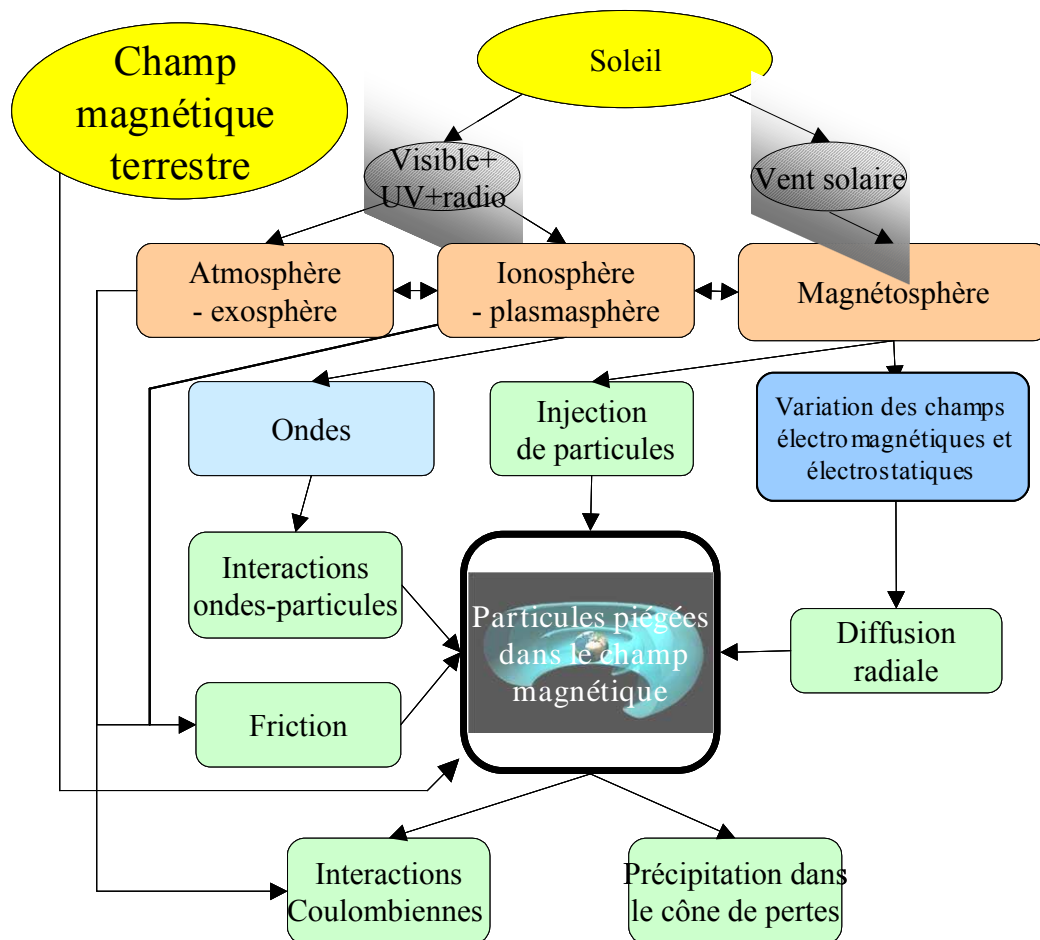 Champ
magnétique
terrestre
Soleil
Visible+
UV+radio
Vent solaire
Atmosphère
- exosphère
Ionosphère
- plasmasphère
Magnétosphère
Ondes
Injection
de particules
Variation des champs
électromagnétiques et
électrostatiques
Interactions
ondes-particules
Particules piégées
dans le champ
magnétique
Diffusion
radiale
Friction
Interactions
Coulombiennes
Précipitation dans
le cône de pertes